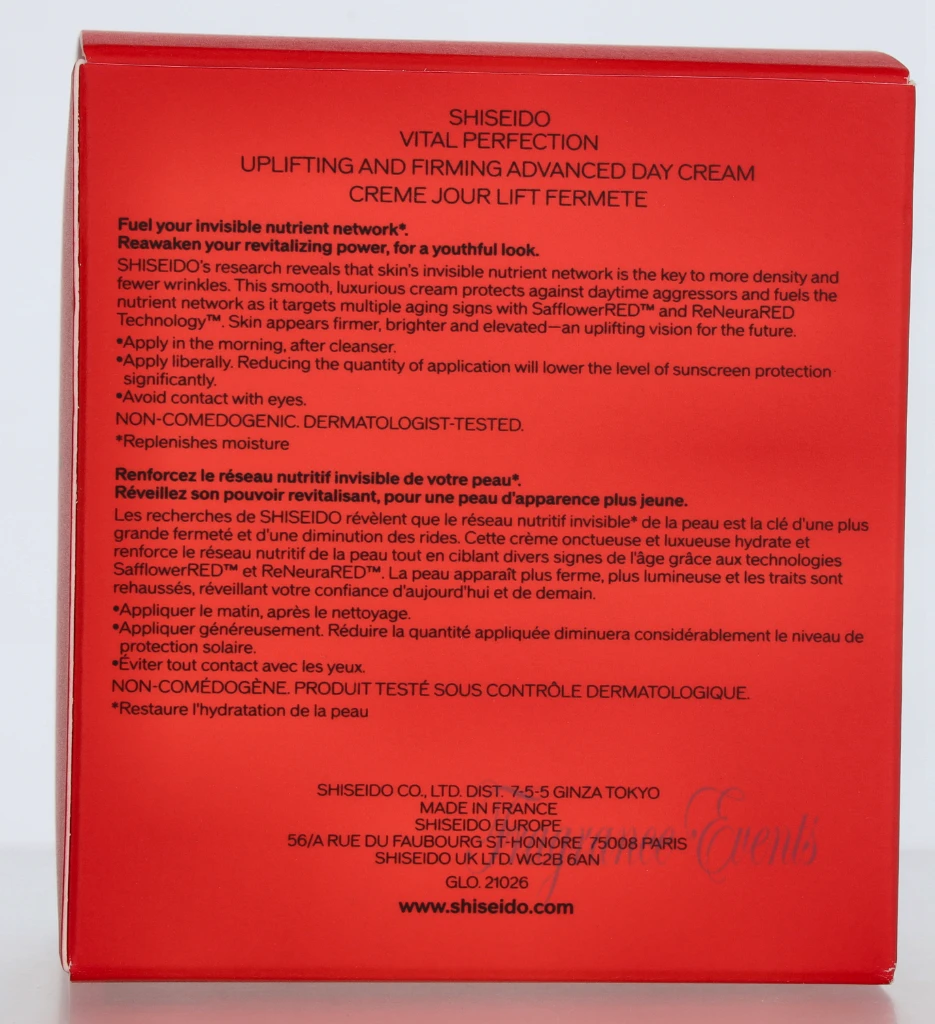 SHISEIDO
VITAL PERFECTION
UPLIFTING AND FIRMING ADVANCED DAY CREAM
CREME JOUR LIFT FERMETE
Fuel your invisible nutrient network*.
Reawaken your revitalizing power, for a youthful look.
SHISEIDO's research reveals that skin's invisible nutrient network is the key to more density and
fewer wrinkles. This smooth, luxurious cream protects against daytime aggressors and fuels the
nutrient network as it targets multiple aging signs with SafflowerRED™ and ReNeuraRED
Technology™. Skin appears firmer, brighter and elevated—an uplifting vision for the future.
•Apply in the morning, after cleanser.
•Apply liberally. Reducing the quantity of application will lower the level of sunscreen protection
significantly.
•Avoid contact with eyes.
NON-COMEDOGENIC. DERMATOLOGIST-TESTED.
*Replenishes moisture
Renforcez le réseau nutritif invisible de votre peau*.
Réveillez son pouvoir revitalisant, pour une peau d'apparence plus jeune.
Les recherches de SHISEIDO révèlent que le réseau nutritif invisible* de la peau est la clé d'une plus
grande fermeté et d'une diminution des rides. Cette crème onctueuse et luxueuse hydrate et
renforce le réseau nutritif de la peau tout en ciblant divers signes de l'âge grâce aux technologies
SafflowerRED™ et ReNeuraRED™. La peau apparaît plus ferme, plus lumineuse et les traits sont
rehaussés, réveillant votre confiance d'aujourd'hui et de demain.
•Appliquer le matin, après le nettoyage.
•Appliquer généreusement. Réduire la quantité appliquée diminuera considérablement le niveau de
protection solaire.
•Éviter tout contact avec les yeux.
NON-COMÉDOGÈNE. PRODUIT TESTÉ SOUS CONTRÔLE DERMATOLOGIQUE.
*Restaure l'hydratation de la peau
SHISEIDO CO., LTD. DIST. 7-5-5 GINZA TOKYO
MADE IN FRANCE
SHISEIDO EUROPE
56/A RUE DU FAUBOURG ST-HONORE 75008 PARIS
SHISEIDO UK LTD. WC2B 6AN
Fragrance Events
GLO. 21026
www.shiseido.com